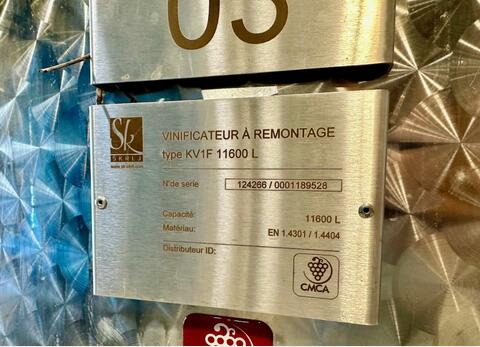 03
Sk
SKRLJ
VINIFICATEUR À REMONTAGE
type KV1F 11600 L
N°de serie 124266 / 0001189528
Capacité: 11600 L
Matériau: EN 1.4301 / 1.4404
Distributeur ID:
CMCA